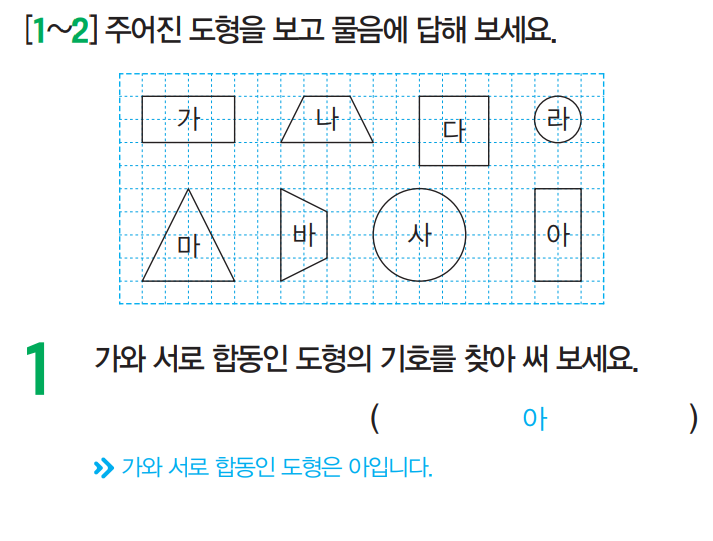 [1~2] 주어진 도형을 보고 물음에 답해 보세요.
가 나 다 라
마 바 사 아
1 가와 서로 합동인 도형의 기호를 찾아 써 보세요.
( 아 )
» 가와 서로 합동인 도형은 아입니다.